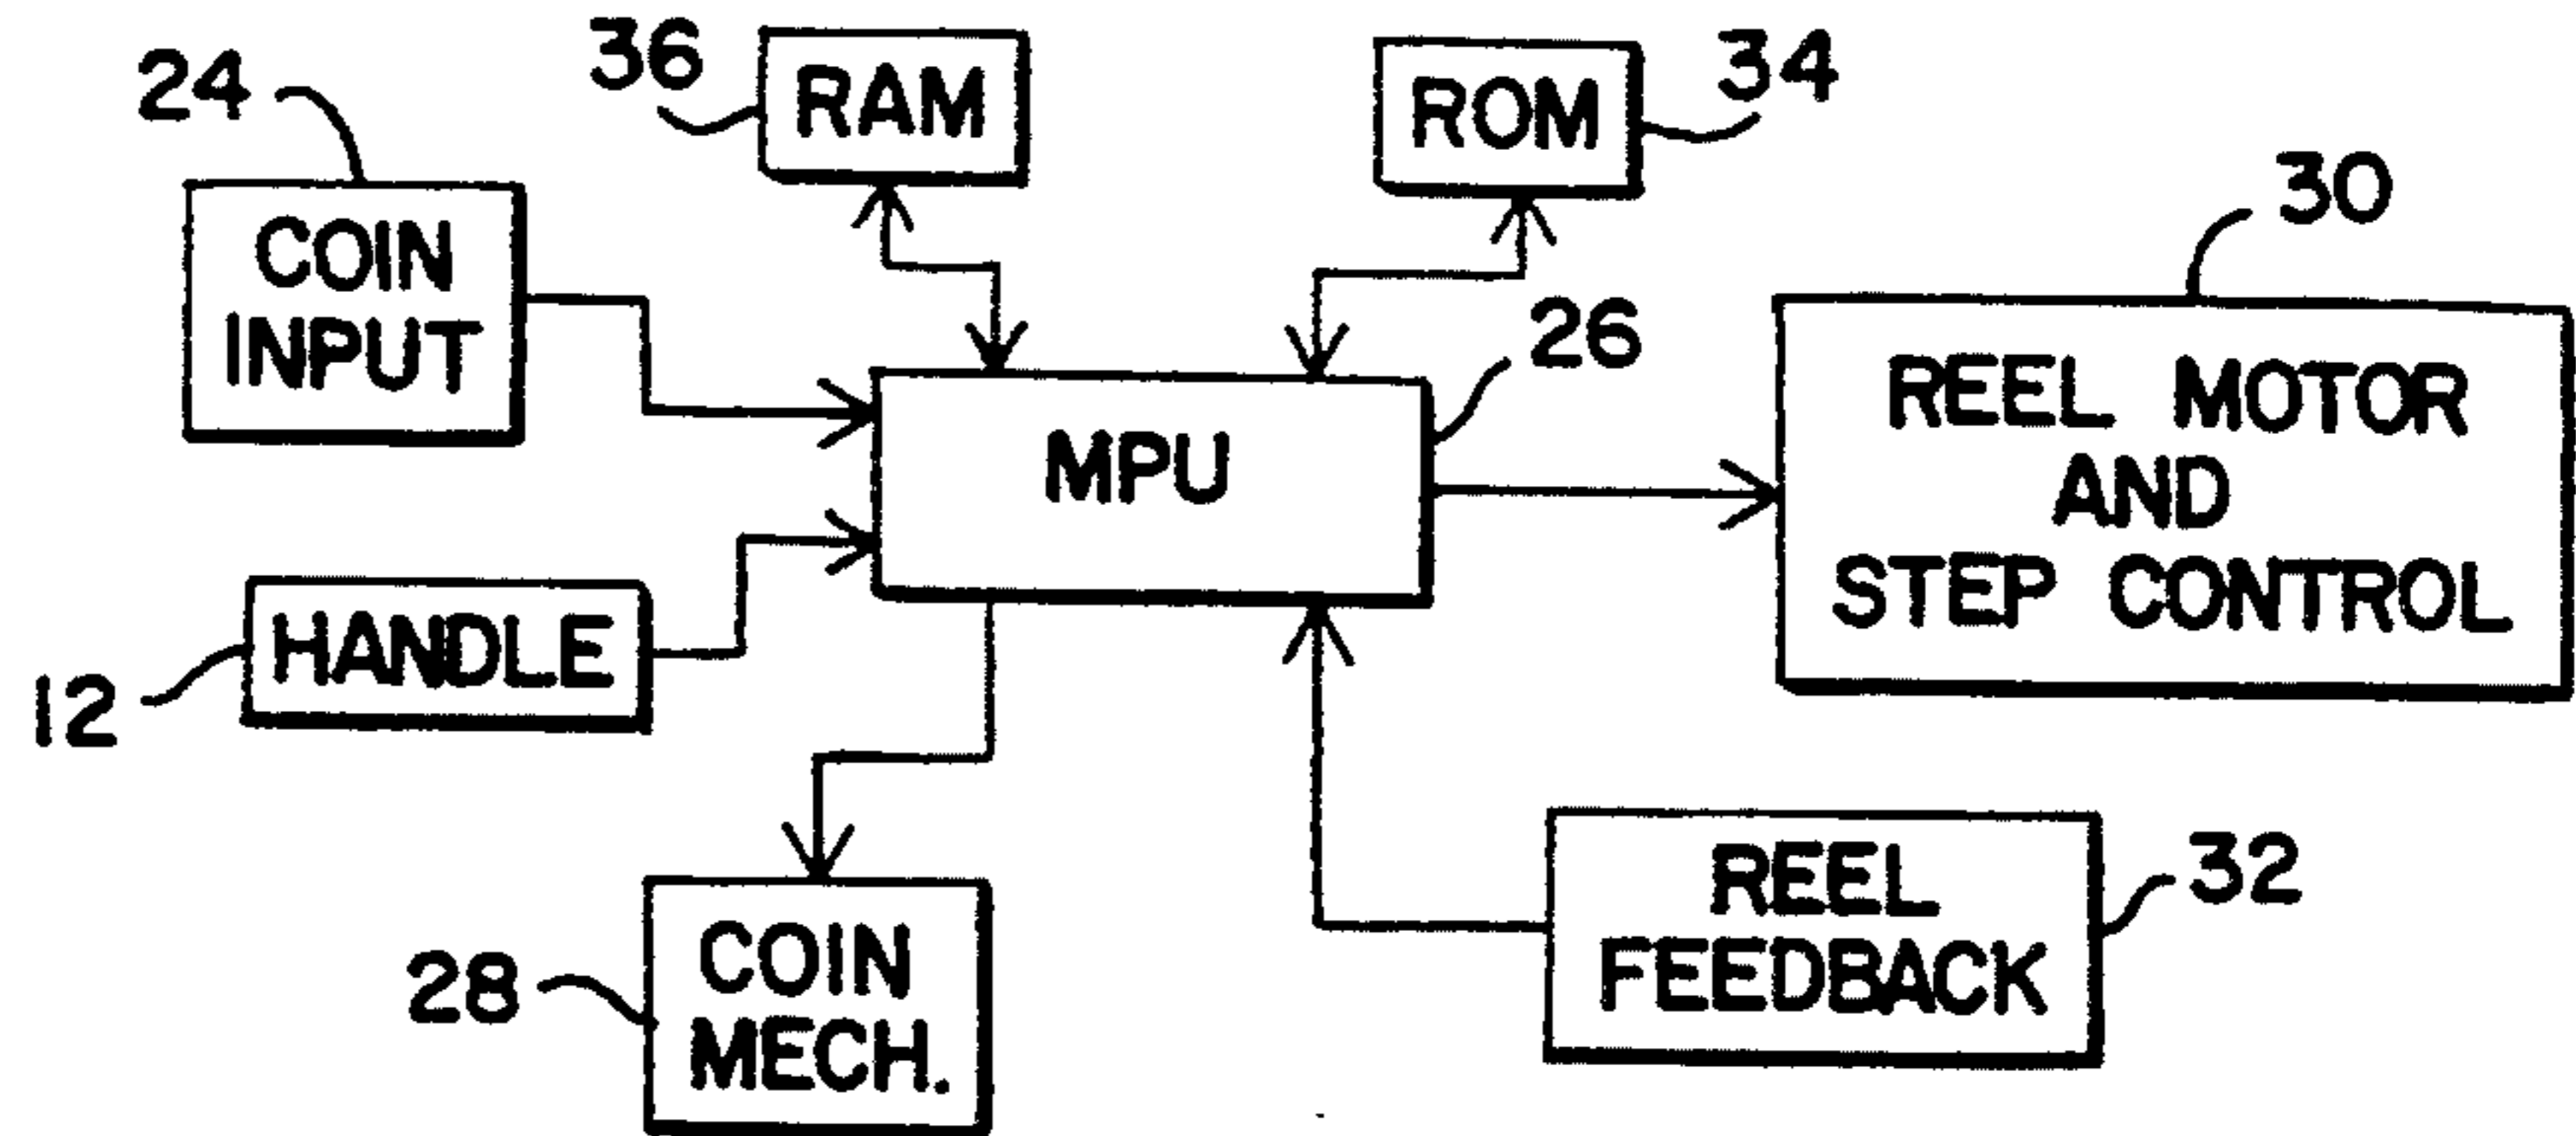 36
RAM
ROM
34
24
COIN
INPUT
30
26
MPU
REEL MOTOR
AND
STEP CONTROL
HANDLE
12
REEL
FEEDBACK
32
28
COIN
MECH.